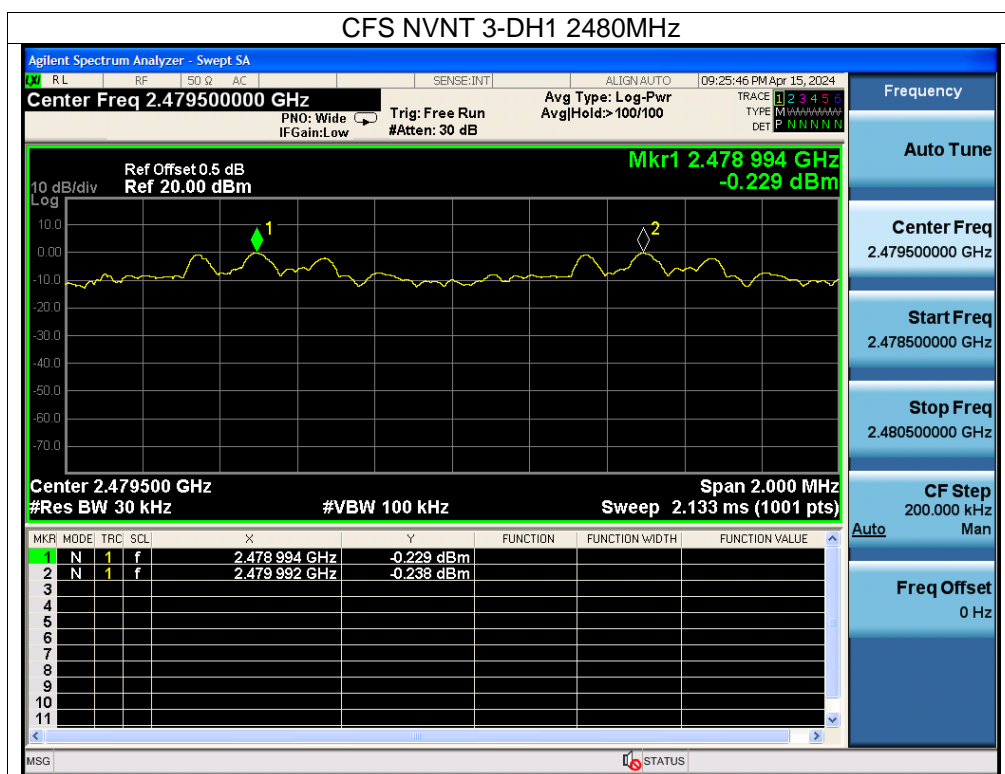 CFS NVNT 3-DH1 2480MHz
Agilent Spectrum Analyzer - Swept SA
LXI RL RF 50 Ω AC SENSE:INT ALIGN AUTO 09:25:46 PM Apr 15, 2024
Center Freq 2.479500000 GHz
PNO: Wide
IFGain:Low
Trig: Free Run
#Atten: 30 dB
Avg Type: Log-Pwr
Avg|Hold:>100/100
TRACE 1 2 3 4 5 6
TYPE M WWWWW
DET P N N N N N
Ref Offset 0.5 dB
10 dB/div Ref 20.00 dBm
Log
Mkr1 2.478 994 GHz
-0.229 dBm
10.0
0.00
-10.0
-20.0
-30.0
-40.0
-50.0
-60.0
-70.0
1
2
Center 2.479500 GHz Span 2.000 MHz
#Res BW 30 kHz #VBW 100 kHz Sweep 2.133 ms (1001 pts)
MKR MODE TRC SCL X Y FUNCTION FUNCTION WIDTH FUNCTION VALUE
1 N 1 f 2.478 994 GHz -0.229 dBm
2 N 1 f 2.479 992 GHz -0.238 dBm
3
4
5
6
7
8
9
10
11
MSG STATUS
Frequency
Auto Tune
Center Freq
2.479500000 GHz
Start Freq
2.478500000 GHz
Stop Freq
2.480500000 GHz
CF Step
200.000 kHz
Auto Man
Freq Offset
0 Hz